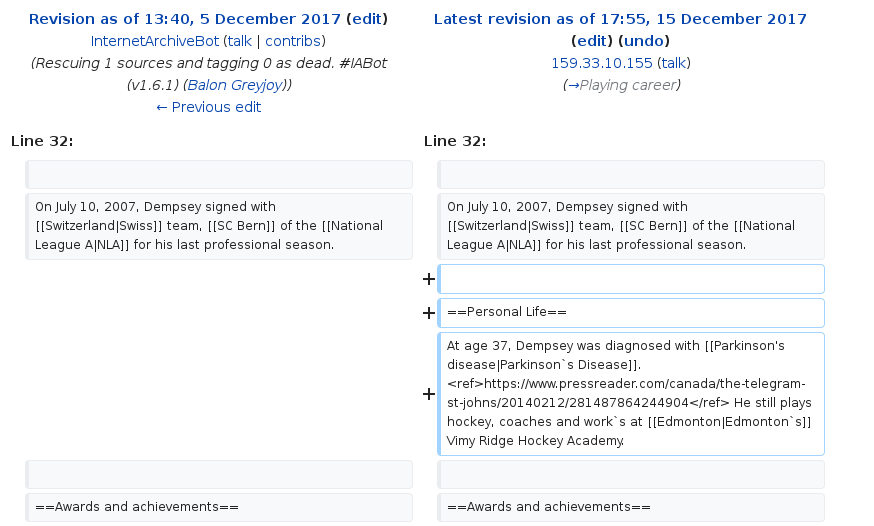 Revision as of 13:40, 5 December 2017 (edit)
InternetArchiveBot (talk | contribs)
(Rescuing 1 sources and tagging 0 as dead. #IABot
(v1.6.1) (Balon Greyjoy))
← Previous edit
Latest revision as of 17:55, 15 December 2017
(edit) (undo)
159.33.10.155 (talk)
(→Playing career)
Line 32:
Line 32:
On July 10, 2007, Dempsey signed with
[[Switzerland|Swiss]] team, [[SC Bern]] of the [[National
League A|NLA]] for his last professional season.
On July 10, 2007, Dempsey signed with
[[Switzerland|Swiss]] team, [[SC Bern]] of the [[National
League A|NLA]] for his last professional season.
+
+ ==Personal Life==
At age 37, Dempsey was diagnosed with [[Parkinson's
disease|Parkinson`s Disease]].
<ref>https://www.pressreader.com/canada/the-telegram-
+ st-johns/20140212/281487864244904</ref> He still plays
hockey, coaches and work`s at [[Edmonton|Edmonton`s]]
Vimy Ridge Hockey Academy.
==Awards and achievements==
==Awards and achievements==